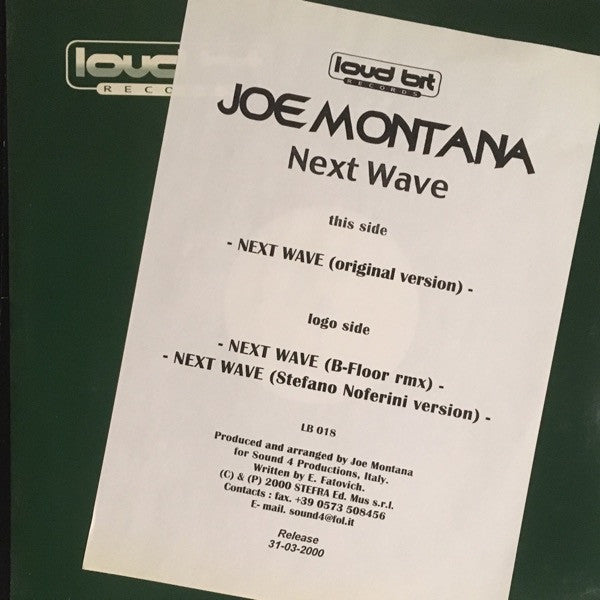 loud
RECO
loud bit
RECORDS
JOE MONTANA
Next Wave
this side
- NEXT WAVE (original version) -
logo side
- NEXT WAVE (B-Floor rmx) -
- NEXT WAVE (Stefano Noferini version) -
LB 018
Produced and arranged by Joe Montana
for Sound 4 Productions, Italy.
Written by E. Fatovich.
(C) & (P) 2000 STEFRA Ed. Mus s.r.l.
Contacts : fax. +39 0573 508456
E- mail. sound4@fol.it
Release
31-03-2000